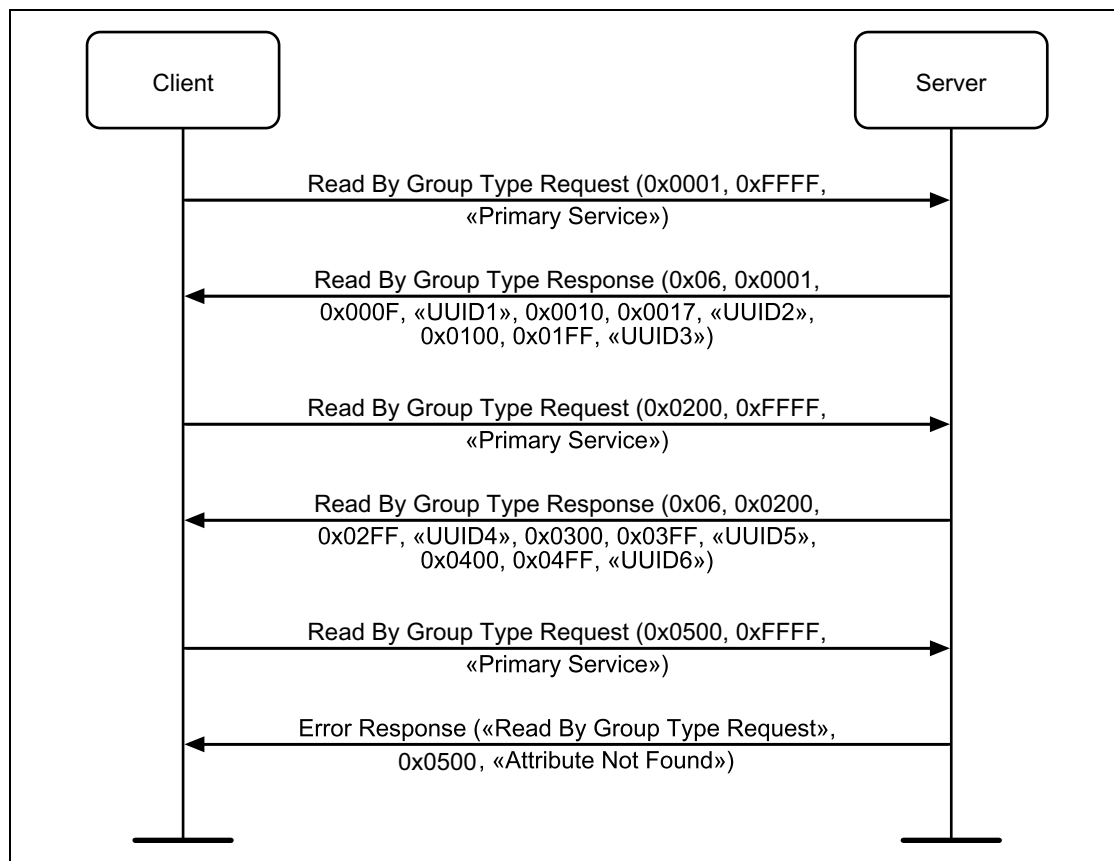 Client
Server
Read By Group Type Request (0x0001, 0xFFFF,
«Primary Service»)
Read By Group Type Response (0x06, 0x0001,
0x000F, «UUID1», 0x0010, 0x0017, «UUID2»,
0x0100, 0x01FF, «UUID3»)
Read By Group Type Request (0x0200, 0xFFFF,
«Primary Service»)
Read By Group Type Response (0x06, 0x0200,
0x02FF, «UUID4», 0x0300, 0x03FF, «UUID5»,
0x0400, 0x04FF, «UUID6»)
Read By Group Type Request (0x0500, 0xFFFF,
«Primary Service»)
Error Response («Read By Group Type Request»,
0x0500, «Attribute Not Found»)